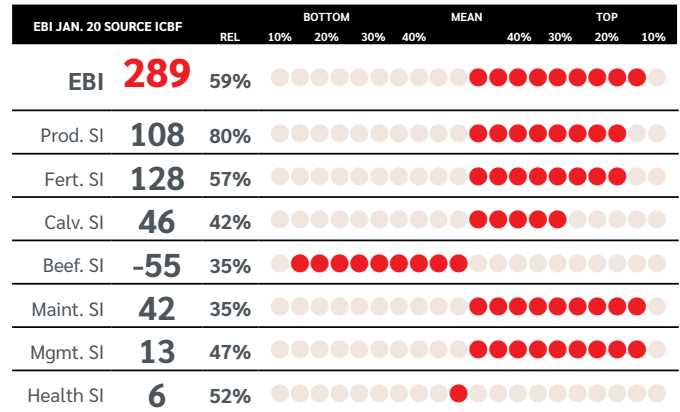 EBI JAN. 20 SOURCE ICBF BOTTOM MEAN TOP
REL 10% 20% 30% 40% 40% 30% 20% 10%
EBI 289 59%
Prod. SI 108 80%
Fert. SI 128 57%
Calv. SI 46 42%
Beef. SI -55 35%
Maint. SI 42 35%
Mgmt. SI 13 47%
Health SI 6 52%